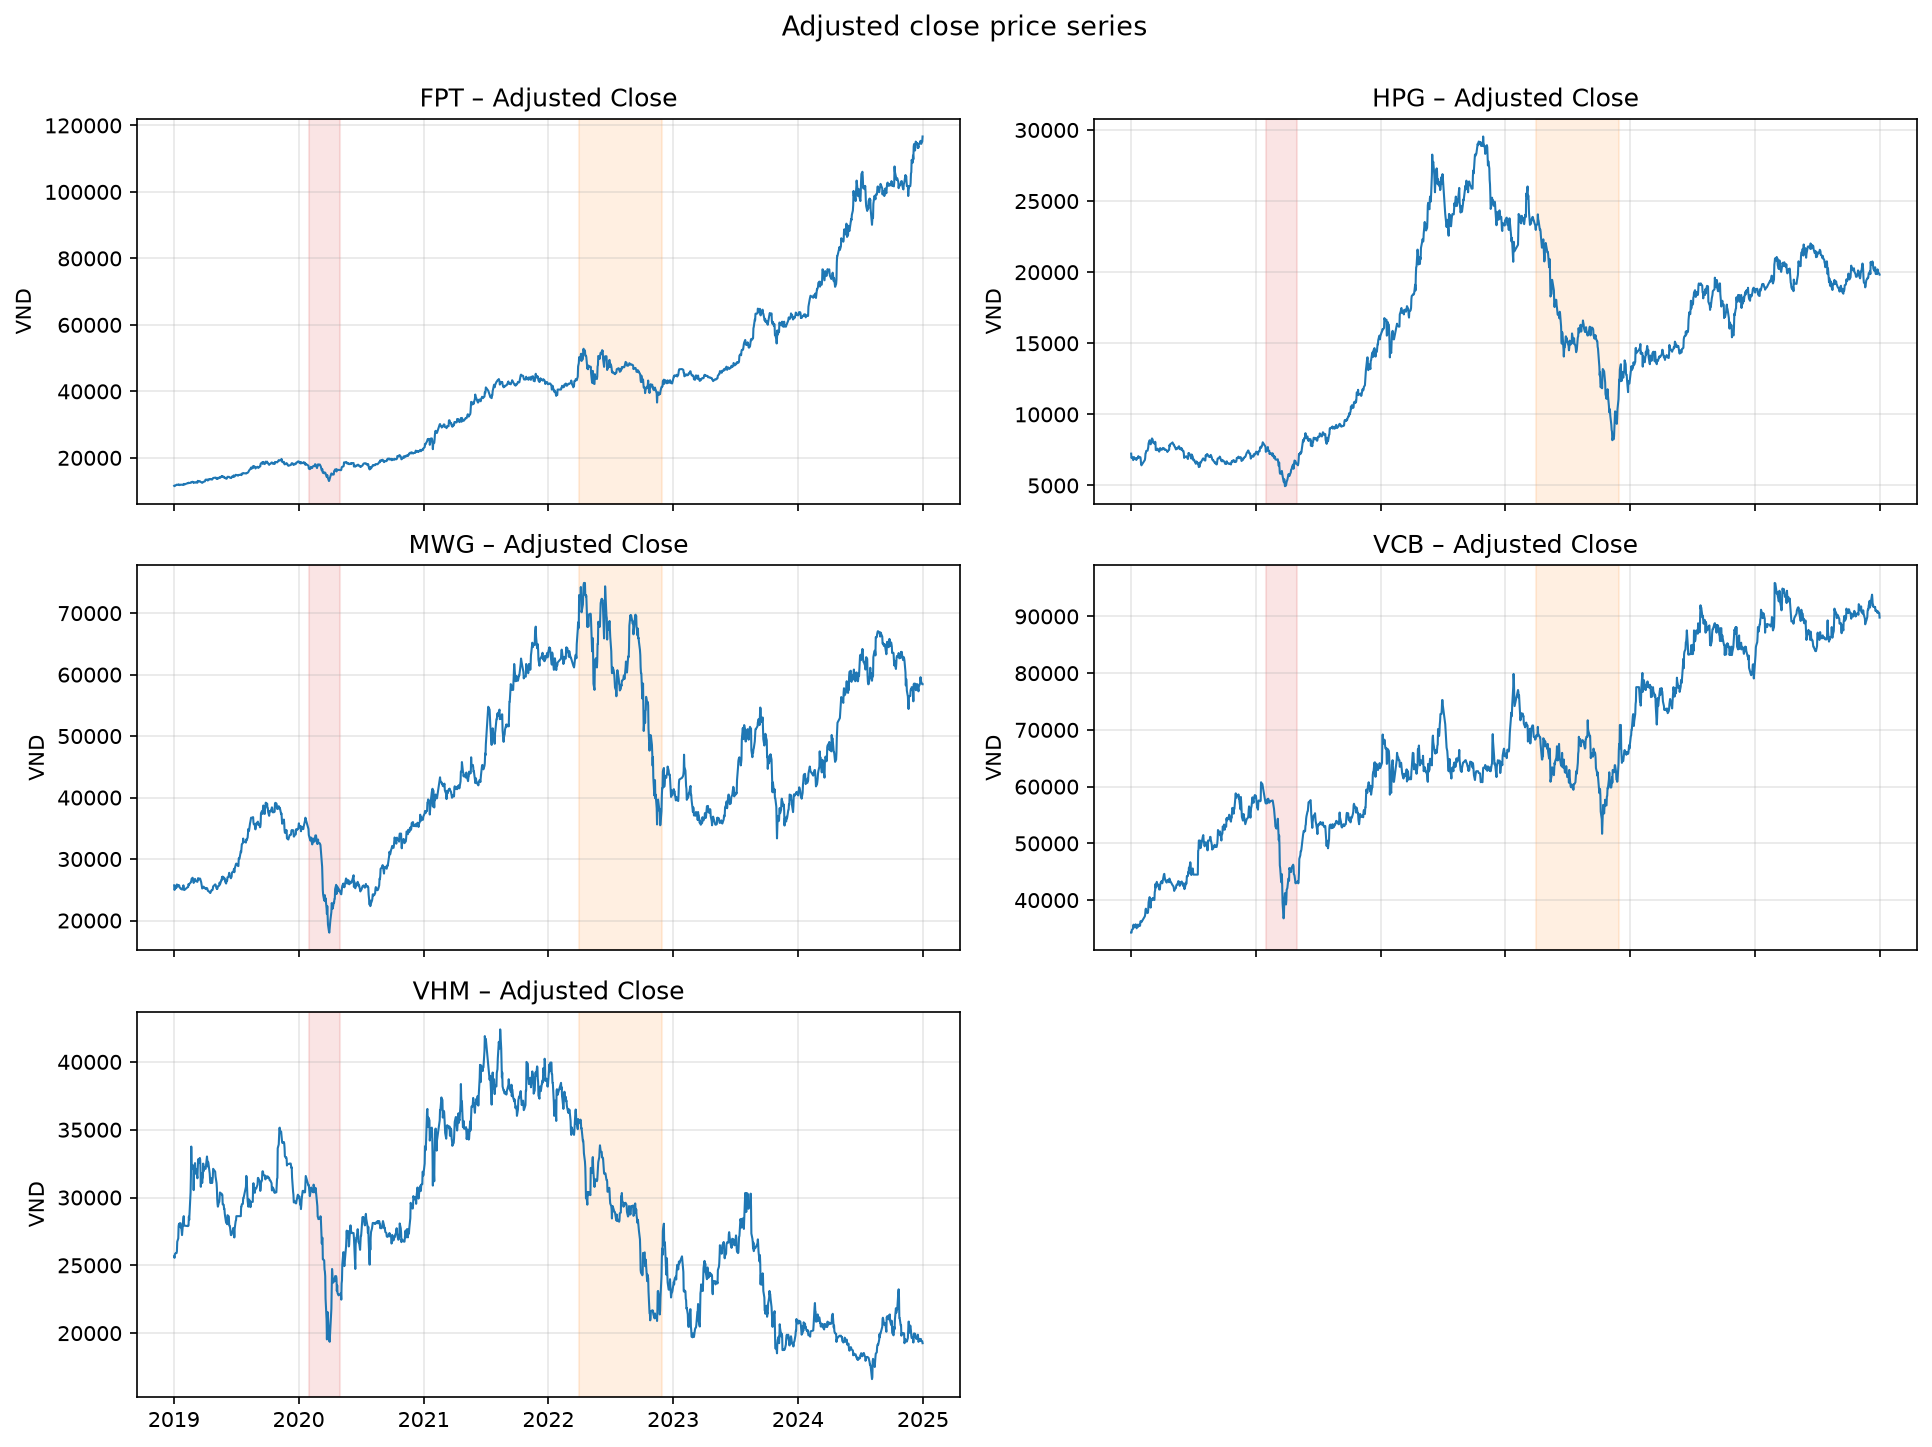 Adjusted close price series
FPT – Adjusted Close
VND
120000
100000
80000
60000
40000
20000
HPG – Adjusted Close
VND
30000
25000
20000
15000
10000
5000
MWG – Adjusted Close
VND
70000
60000
50000
40000
30000
20000
VCB – Adjusted Close
VND
90000
80000
70000
60000
50000
40000
VHM – Adjusted Close
VND
40000
35000
30000
25000
20000
2019 2020 2021 2022 2023 2024 2025